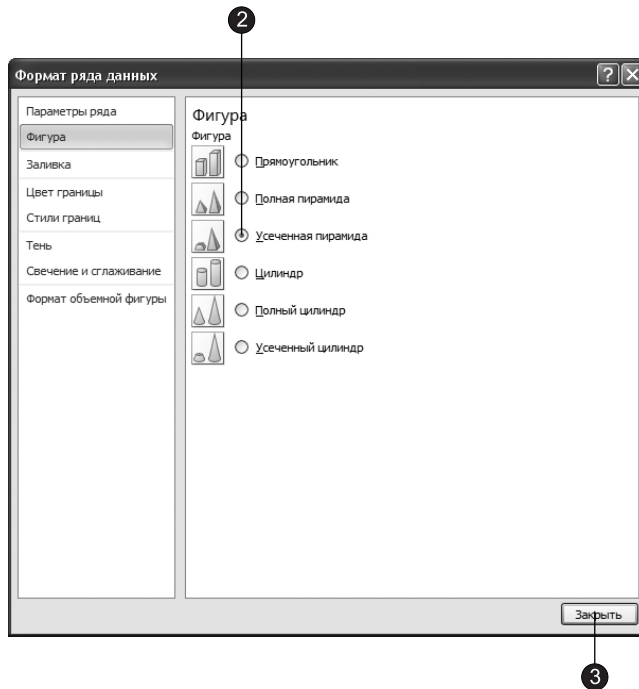 2
Формат ряда данных
Параметры ряда
Фигура
Заливка
Цвет границы
Стили границ
Тень
Свечение и сглаживание
Формат объемной фигуры
Фигура
Фигура
Прямоугольник
Полная пирамида
Усеченная пирамида
Цилиндр
Полный цилиндр
Усеченный цилиндр
Закрыть
3